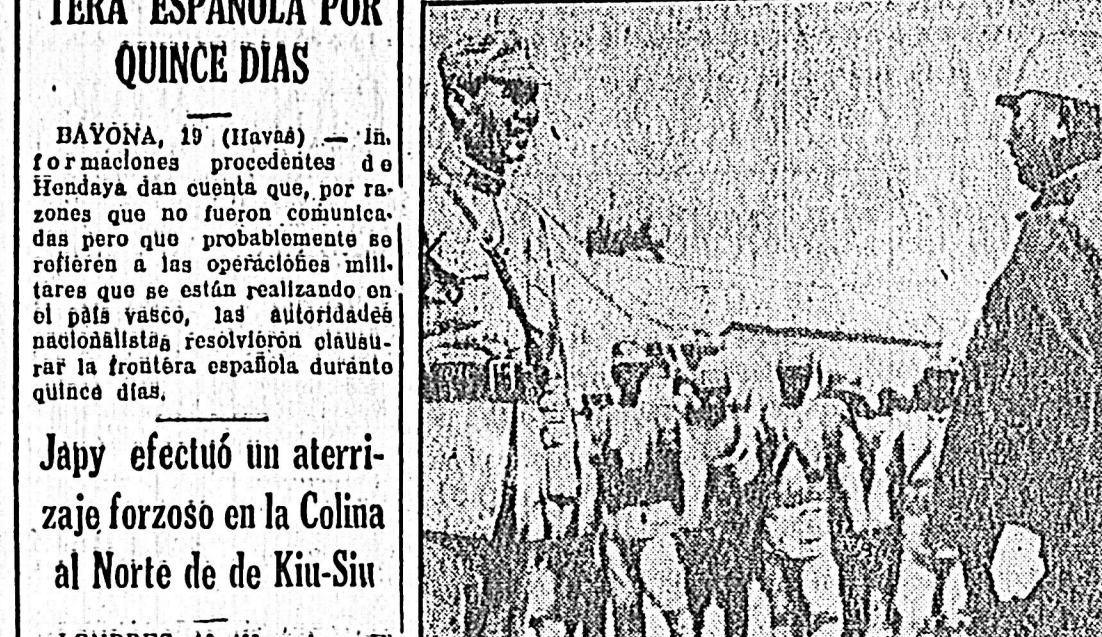 TERA ESPAÑOLA POR
QUINCE DIAS
BAYONA, 19 (Havas) — In.
formaciones procedentes de
Hendaya dan cuenta que, por ra-
zones que no fueron comunica-
das pero que probablemente se
refieren a las operaciones mili-
tares que se están realizando en
el país vasco, las autoridades
nacionalistas resolvieron clausu-
rar la frontera española durante
quince días.
Japy efectuó un aterri-
zaje forzoso en la Colina
al Norte de de Kiu-Siu
LONDRES